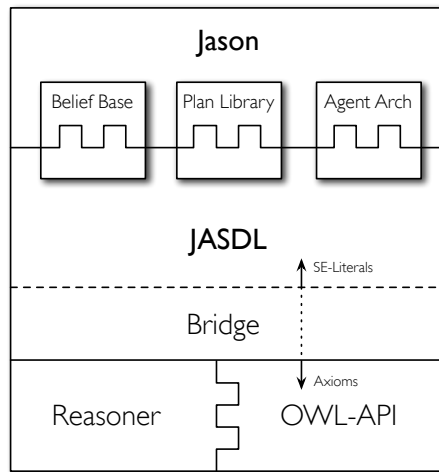 Jason
Belief Base
Plan Library
Agent Arch
JASDL
SE-Literals
Bridge
Axioms
Reasoner
OWL-API